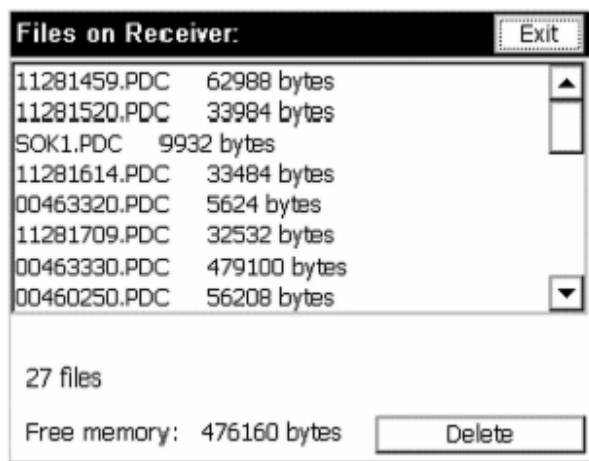 Files on Receiver: Exit
11281459.PDC 62988 bytes
11281520.PDC 33984 bytes
SOK1.PDC 9932 bytes
11281614.PDC 33484 bytes
00463320.PDC 5624 bytes
11281709.PDC 32532 bytes
00463330.PDC 479100 bytes
00460250.PDC 56208 bytes
27 files
Free memory: 476160 bytes Delete